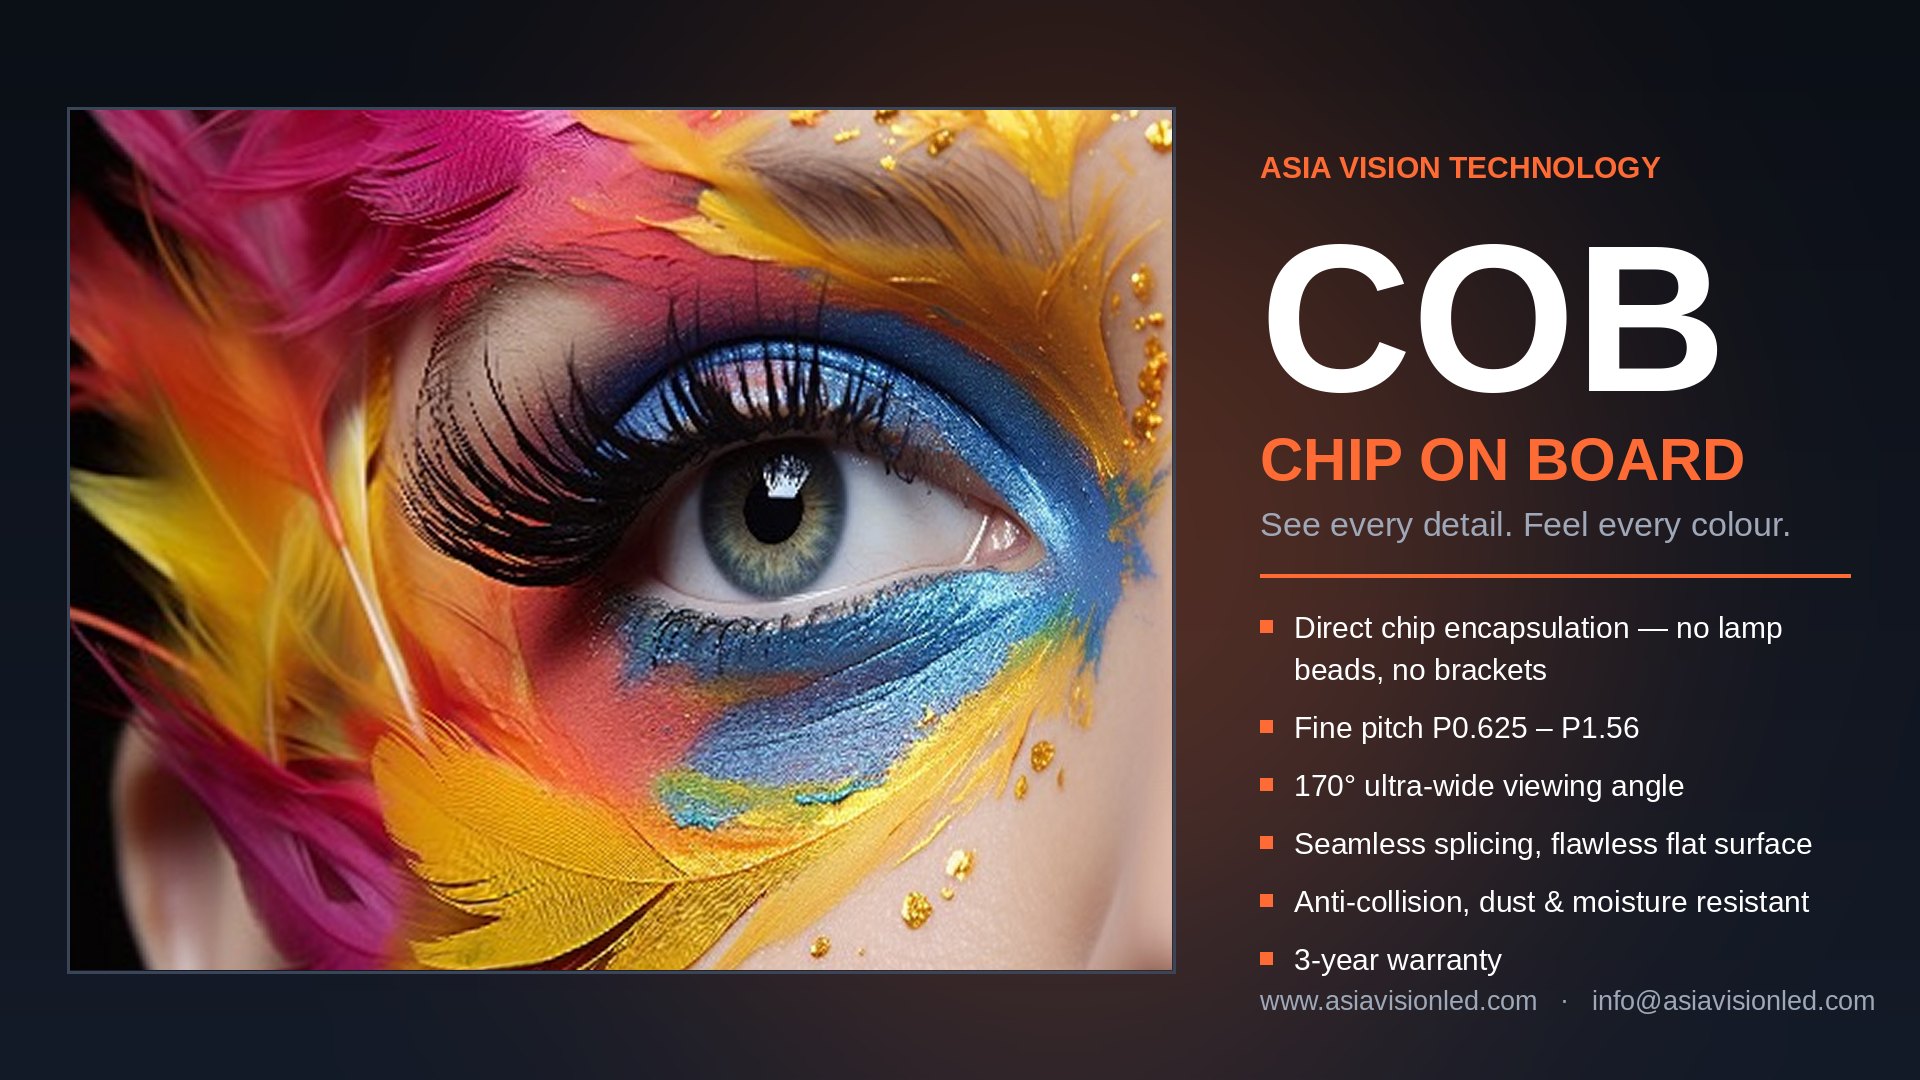 ASIA VISION TECHNOLOGY
COB
CHIP ON BOARD
See every detail. Feel every colour.
Direct chip encapsulation — no lamp
beads, no brackets
Fine pitch P0.625 – P1.56
170° ultra-wide viewing angle
Seamless splicing, flawless flat surface
Anti-collision, dust & moisture resistant
3-year warranty
www.asiavisionled.com · info@asiavisionled.com